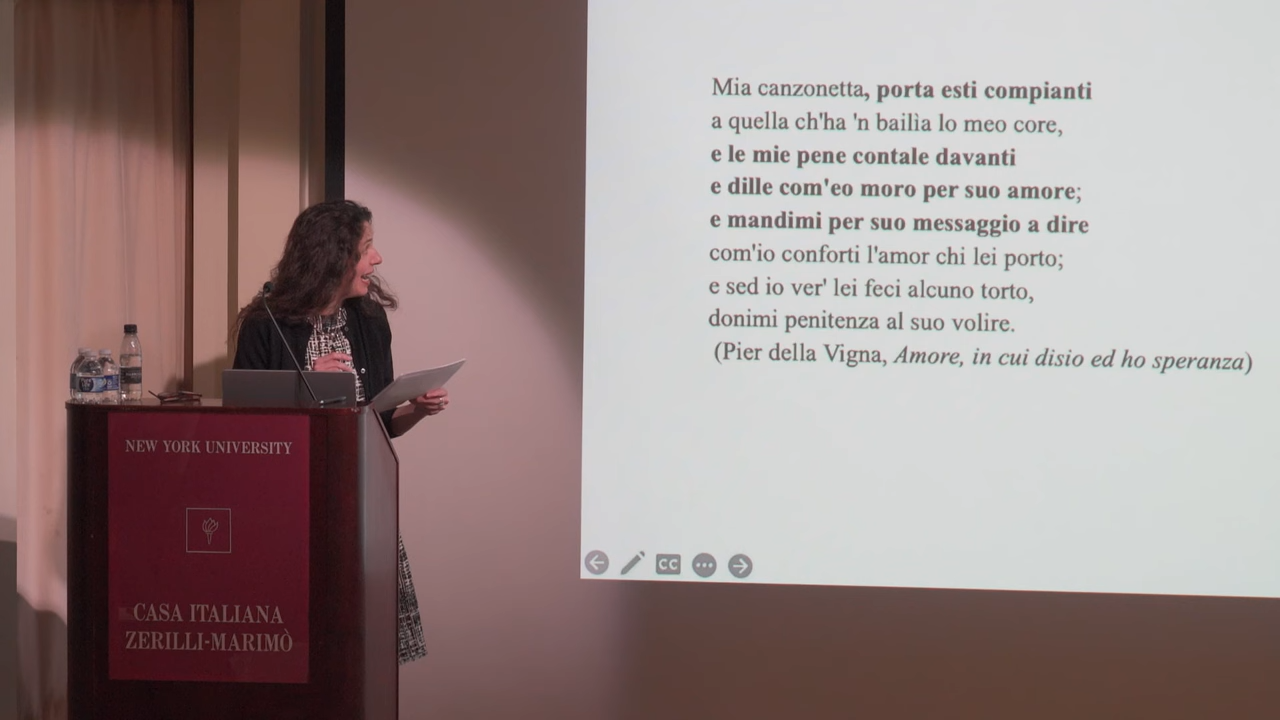 Mia canzonetta, porta esti compianti
a quella ch'ha 'n bailìa lo meo core,
e le mie pene contale davanti
e dille com'eo moro per suo amore;
e mandimi per suo messaggio a dire
com'io conforti l'amor chi lei porto;
e sed io ver' lei feci alcuno torto,
donimi penitenza al suo volire.
(Pier della Vigna, Amore, in cui disio ed ho speranza)
CC
NEW YORK UNIVERSITY
CASA ITALIANA
ZERILLI-MARIMÒ